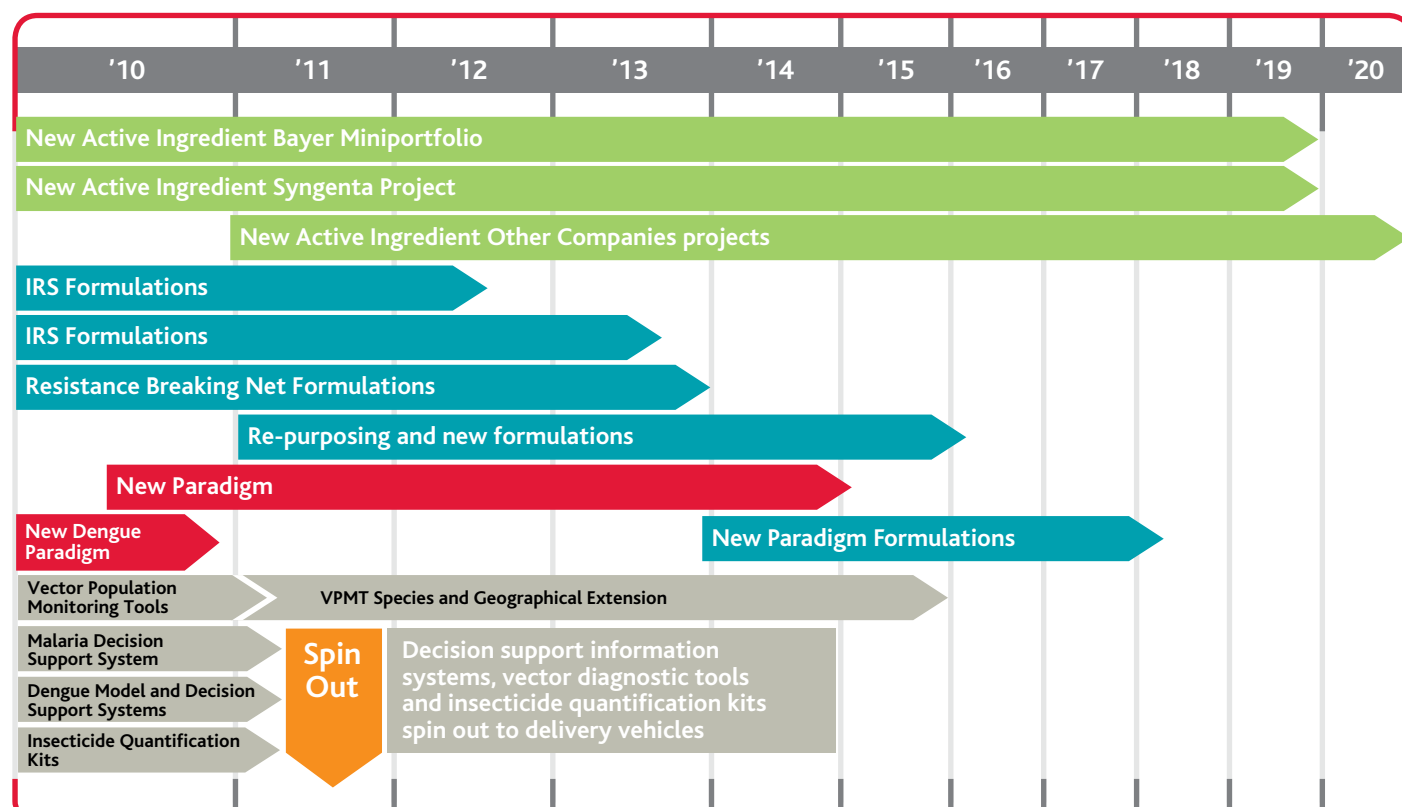 ’10 ’11 ’12 ’13 ’14 ’15 ’16 ’17 ’18 ’19 ’20
New Active Ingredient Bayer Miniportfolio
New Active Ingredient Syngenta Project
New Active Ingredient Other Companies projects
IRS Formulations
IRS Formulations
Resistance Breaking Net Formulations
Re-purposing and new formulations
New Paradigm
New Dengue
Paradigm
New Paradigm Formulations
Vector Population
Monitoring Tools
VPMT Species and Geographical Extension
Malaria Decision
Support System
Dengue Model and Decision
Support Systems
Insecticide Quantification
Kits
Spin
Out
Decision support information
systems, vector diagnostic tools
and insecticide quantification kits
spin out to delivery vehicles